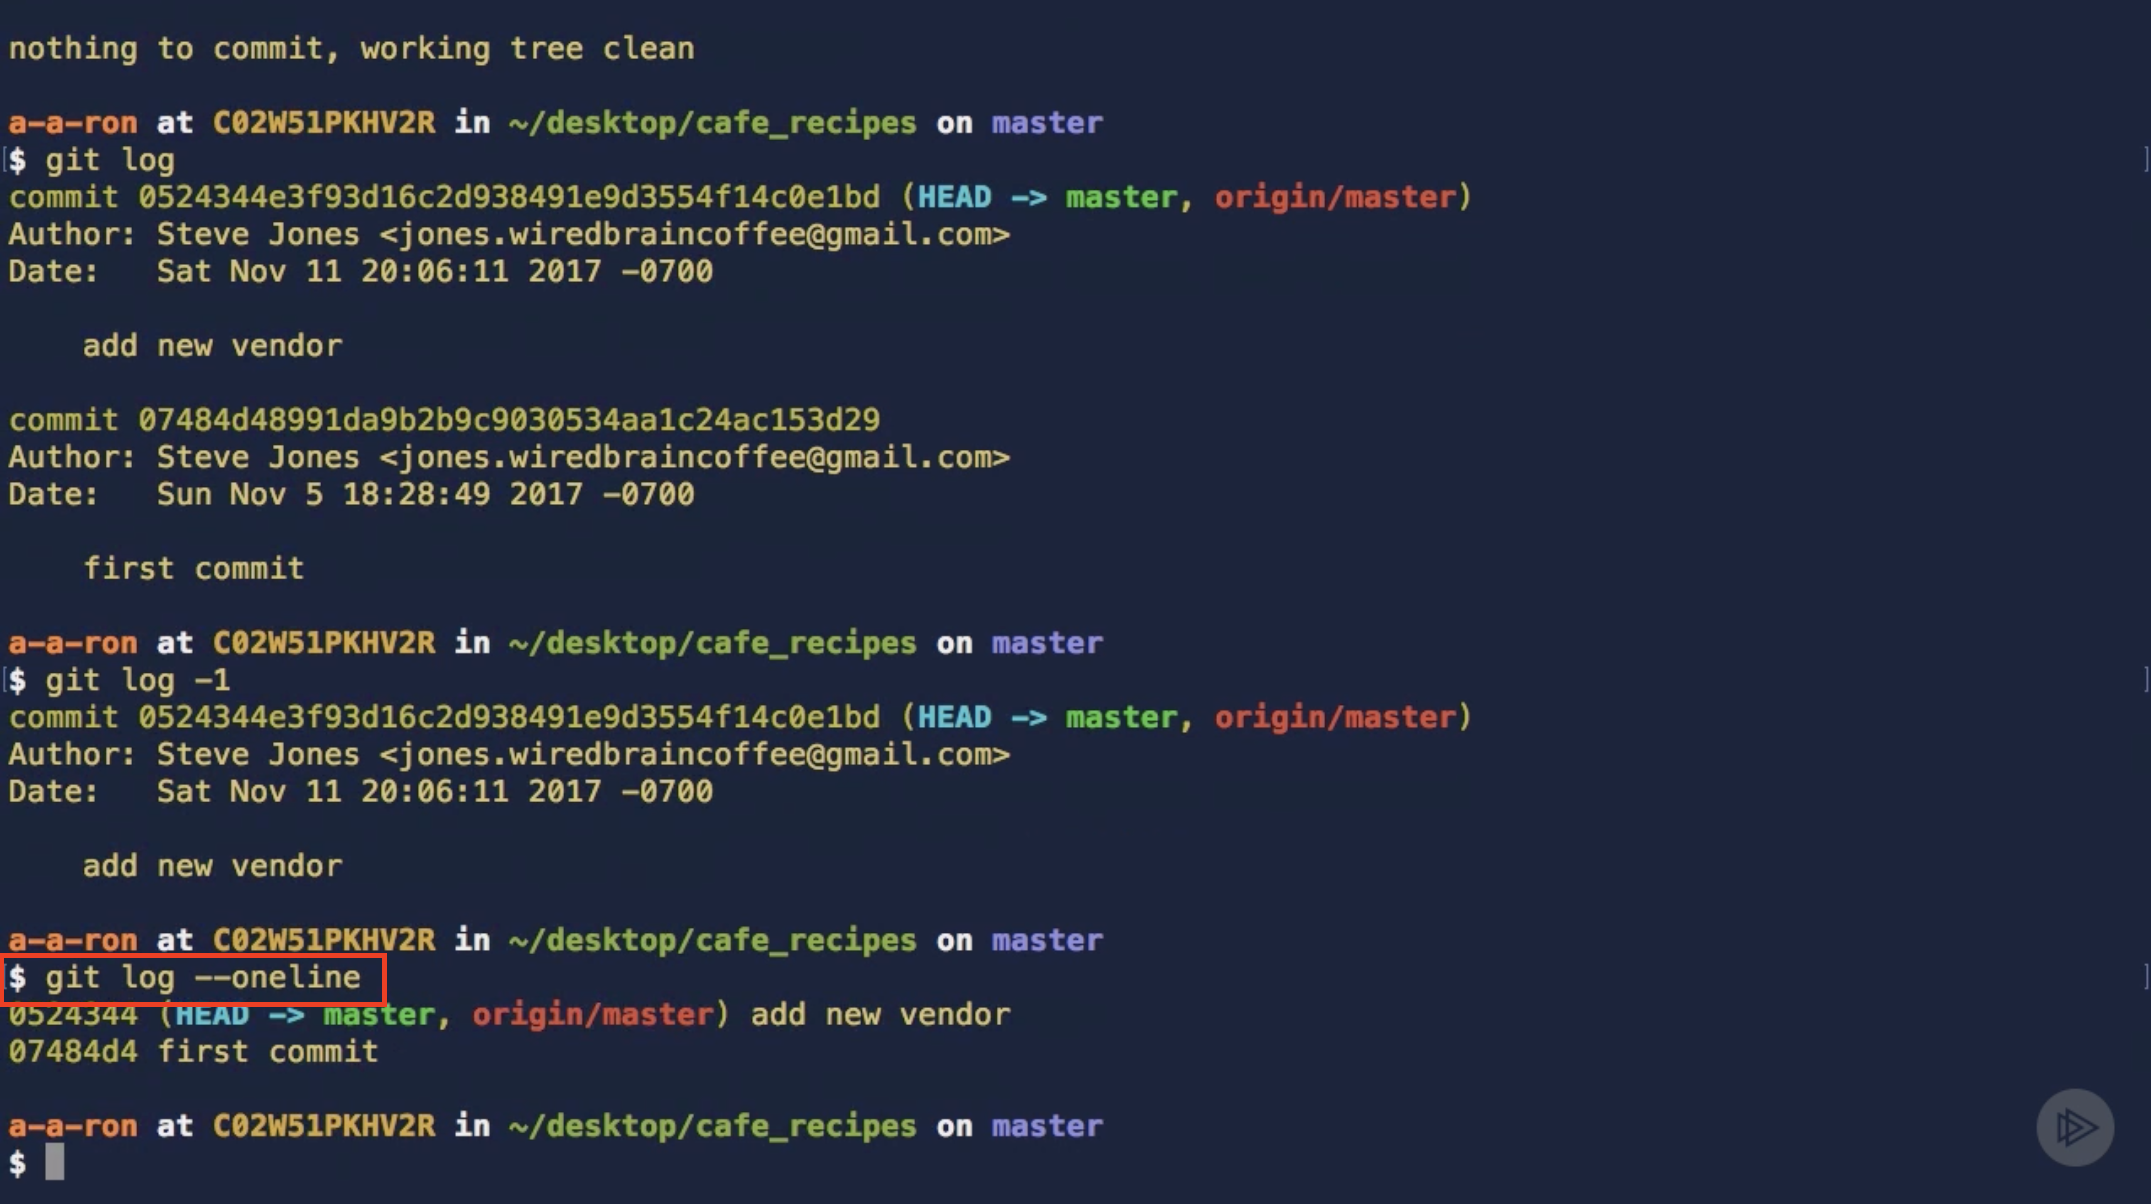 nothing to commit, working tree clean
a-a-ron at C02W51PKHV2R in ~/desktop/cafe_recipes on master
[$ git log ]
commit 0524344e3f93d16c2d938491e9d3554f14c0e1bd (HEAD -> master, origin/master)
Author: Steve Jones <jones.wiredbraincoffee@gmail.com>
Date:   Sat Nov 11 20:06:11 2017 -0700
    add new vendor
commit 07484d48991da9b2b9c9030534aa1c24ac153d29
Author: Steve Jones <jones.wiredbraincoffee@gmail.com>
Date:   Sun Nov 5 18:28:49 2017 -0700
    first commit
a-a-ron at C02W51PKHV2R in ~/desktop/cafe_recipes on master
[$ git log -1 ]
commit 0524344e3f93d16c2d938491e9d3554f14c0e1bd (HEAD -> master, origin/master)
Author: Steve Jones <jones.wiredbraincoffee@gmail.com>
Date:   Sat Nov 11 20:06:11 2017 -0700
    add new vendor
a-a-ron at C02W51PKHV2R in ~/desktop/cafe_recipes on master
[$ git log --oneline ]
0524344 (HEAD -> master, origin/master) add new vendor
07484d4 first commit
a-a-ron at C02W51PKHV2R in ~/desktop/cafe_recipes on master
$